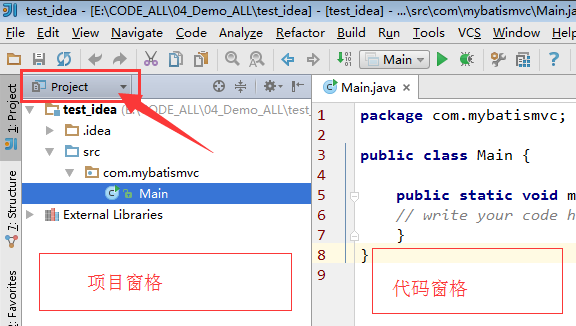 test_idea - [E:\CODE_ALL\04_Demo_ALL\test_idea] - [test_idea] - ...\src\com\mybatismvc\Main.j
File Edit View Navigate Code Analyze Refactor Build Run Tools VCS Window Help
Main
1: Project
7: Structure
Favorites
Project
test_idea (E:\CODE_ALL\04_Demo_ALL\test_
.idea
src
com.mybatismvc
Main
External Libraries
项目窗格
Main.java
1 package com.mybatismvc;
2
3 public class Main {
4
5 public static void m
6 // write your code h
7 }
8 }
9
代码窗格